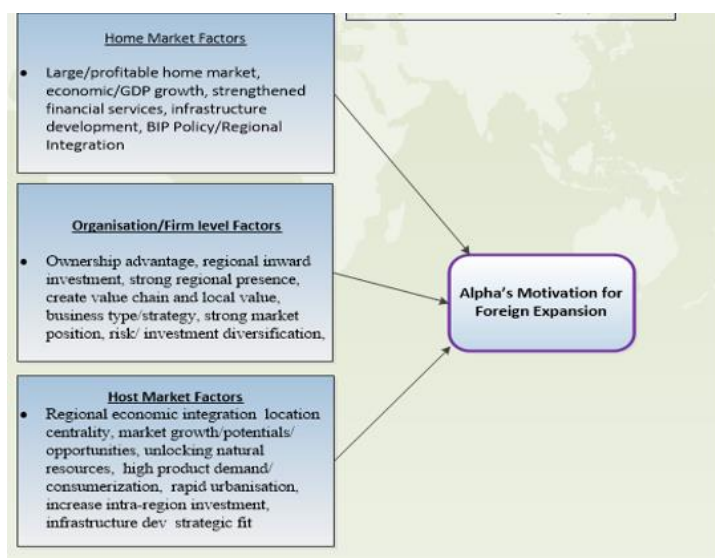 Home Market Factors
• Large/profitable home market,
economic/GDP growth, strengthened
financial services, infrastructure
development, BIP Policy/Regional
Integration
Organisation/Firm level Factors
• Ownership advantage, regional inward
investment, strong regional presence,
create value chain and local value,
business type/strategy, strong market
position, risk/ investment diversification,
Host Market Factors
• Regional economic integration location
centrality, market growth/potentials/
opportunities, unlocking natural
resources, high product demand/
consumerization, rapid urbanisation,
increase intra-region investment,
infrastructure dev strategic fit
Alpha's Motivation for
Foreign Expansion